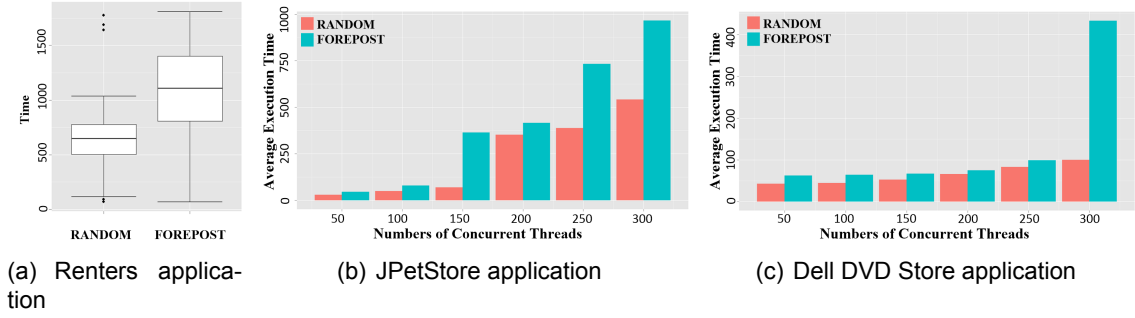 Time
0
500
1000
1500
RANDOM FOREPOST
(a) Renters applica-
tion
RANDOM
FOREPOST
Average Execution Time
0
250
500
750
1000
50 100 150 200 250 300
Numbers of Concurrent Threads
(b) JPetStore application
RANDOM
FOREPOST
Average Execution Time
0
100
200
300
400
50 100 150 200 250 300
Numbers of Concurrent Threads
(c) Dell DVD Store application